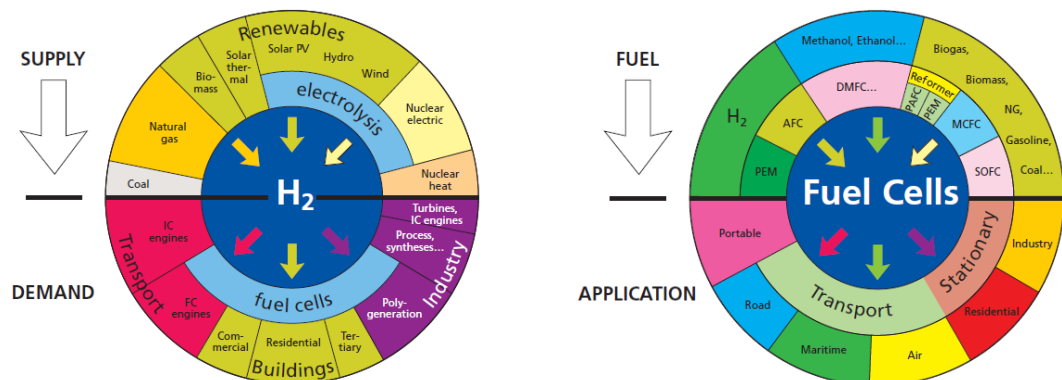 SUPPLY
DEMAND
Renewables
Solar PV
Hydro
Wind
Solar
ther-
mal
Bio-
mass
Natural
gas
Coal
electrolysis
Nuclear
electric
Nuclear
heat
H2
Turbines,
IC engines
Process,
syntheses...
Industry
Poly-
generation
IC
engines
Transport
FC
engines
fuel cells
Com-
mercial
Residential
Ter-
tiary
Buildings
FUEL
APPLICATION
Methanol, Ethanol...
Biogas,
Biomass,
NG,
Gasoline,
Coal...
H2
DMFC...
Reformer
PAFC
PEM
AFC
MCFC
PEM
SOFC
Fuel Cells
Portable
Transport
Stationary
Industry
Residential
Road
Maritime
Air